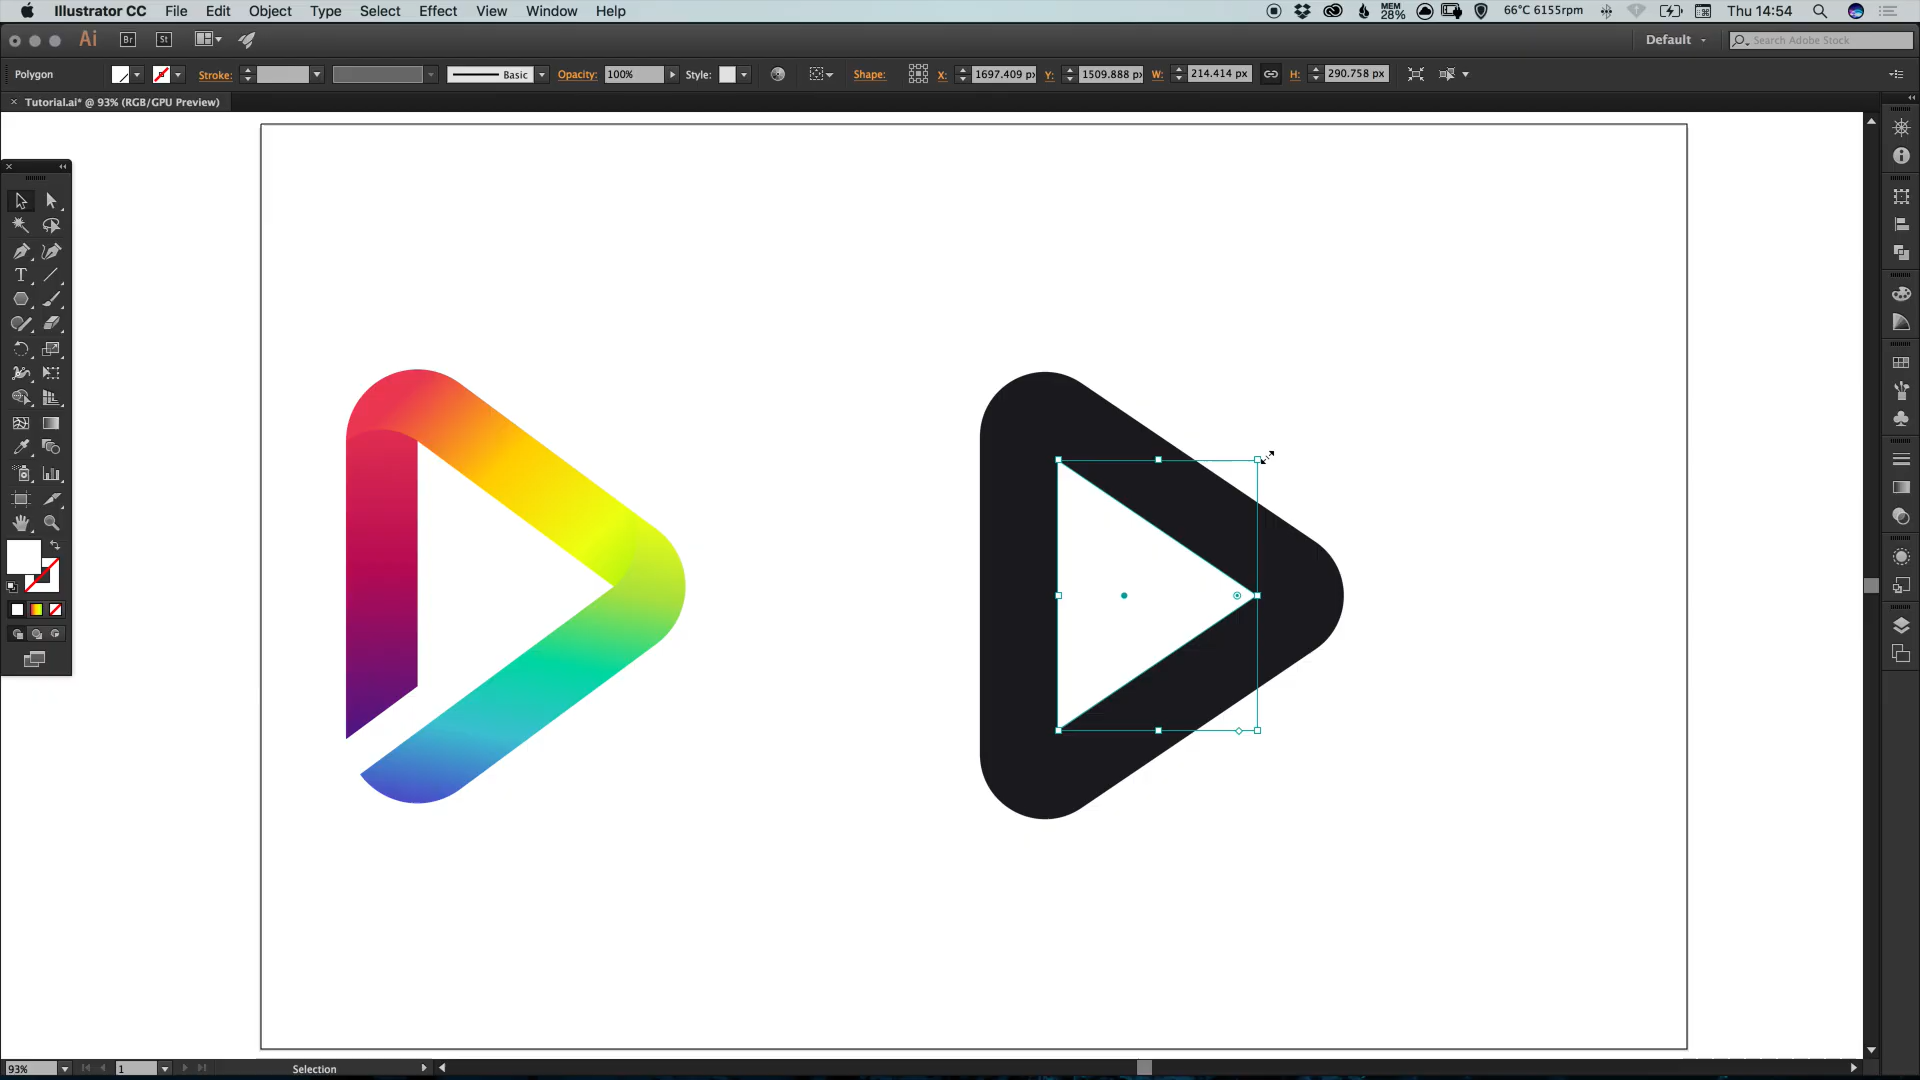 Illustrator CC File Edit Object Type Select Effect View Window Help MEM 28% 66°C 6155rpm Thu 14:54
Ai Br St Default Search Adobe Stock
Polygon Stroke: Basic Opacity: 100% Style: Shape: X: 1697.409 px Y: 1509.888 px W: 214.414 px H: 290.758 px
× Tutorial.ai* @ 93% (RGB/GPU Preview)
T
93% 1 Selection